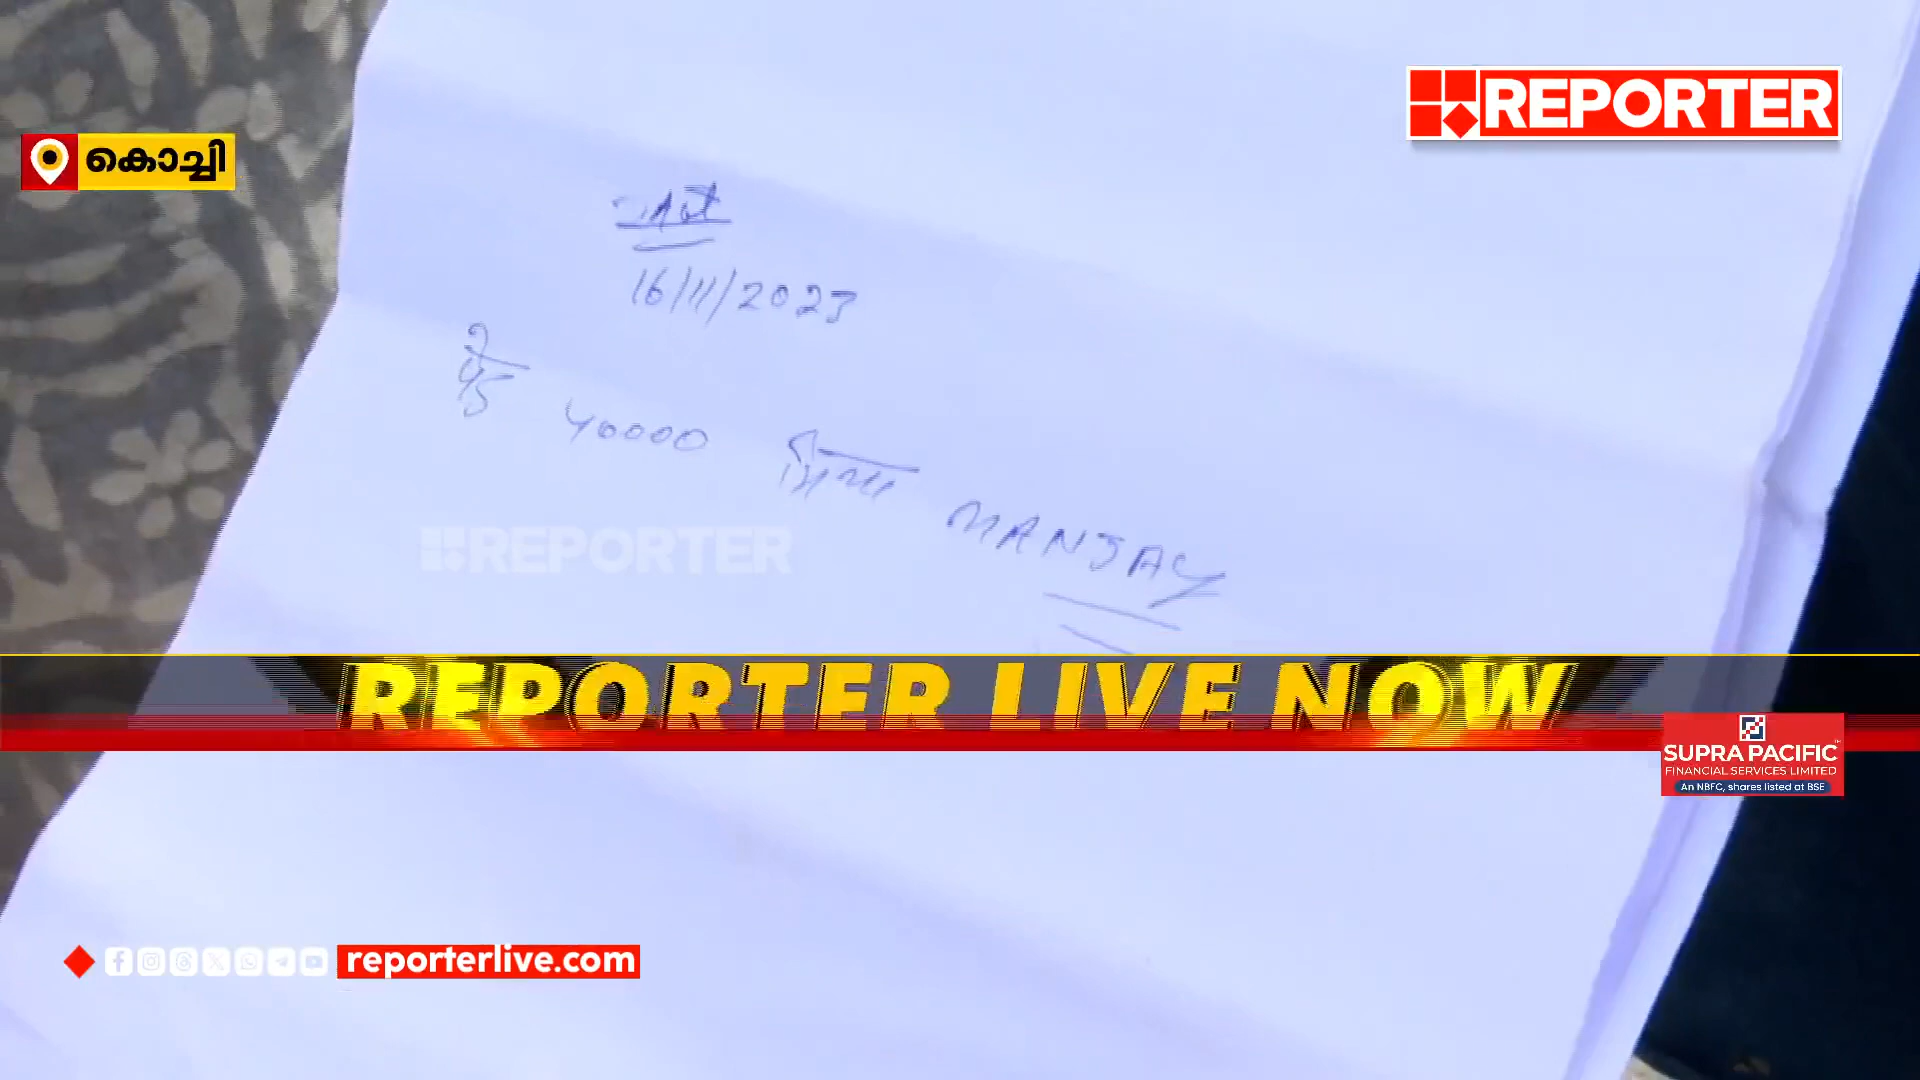 REPORTER
കൊച്ചി
16/11/2023
40000
MANJAY
REPORTER
REPORTER LIVE NOW
SUPRA PACIFIC
FINANCIAL SERVICES LIMITED
An NBFC, shares listed at BSE
reporterlive.com